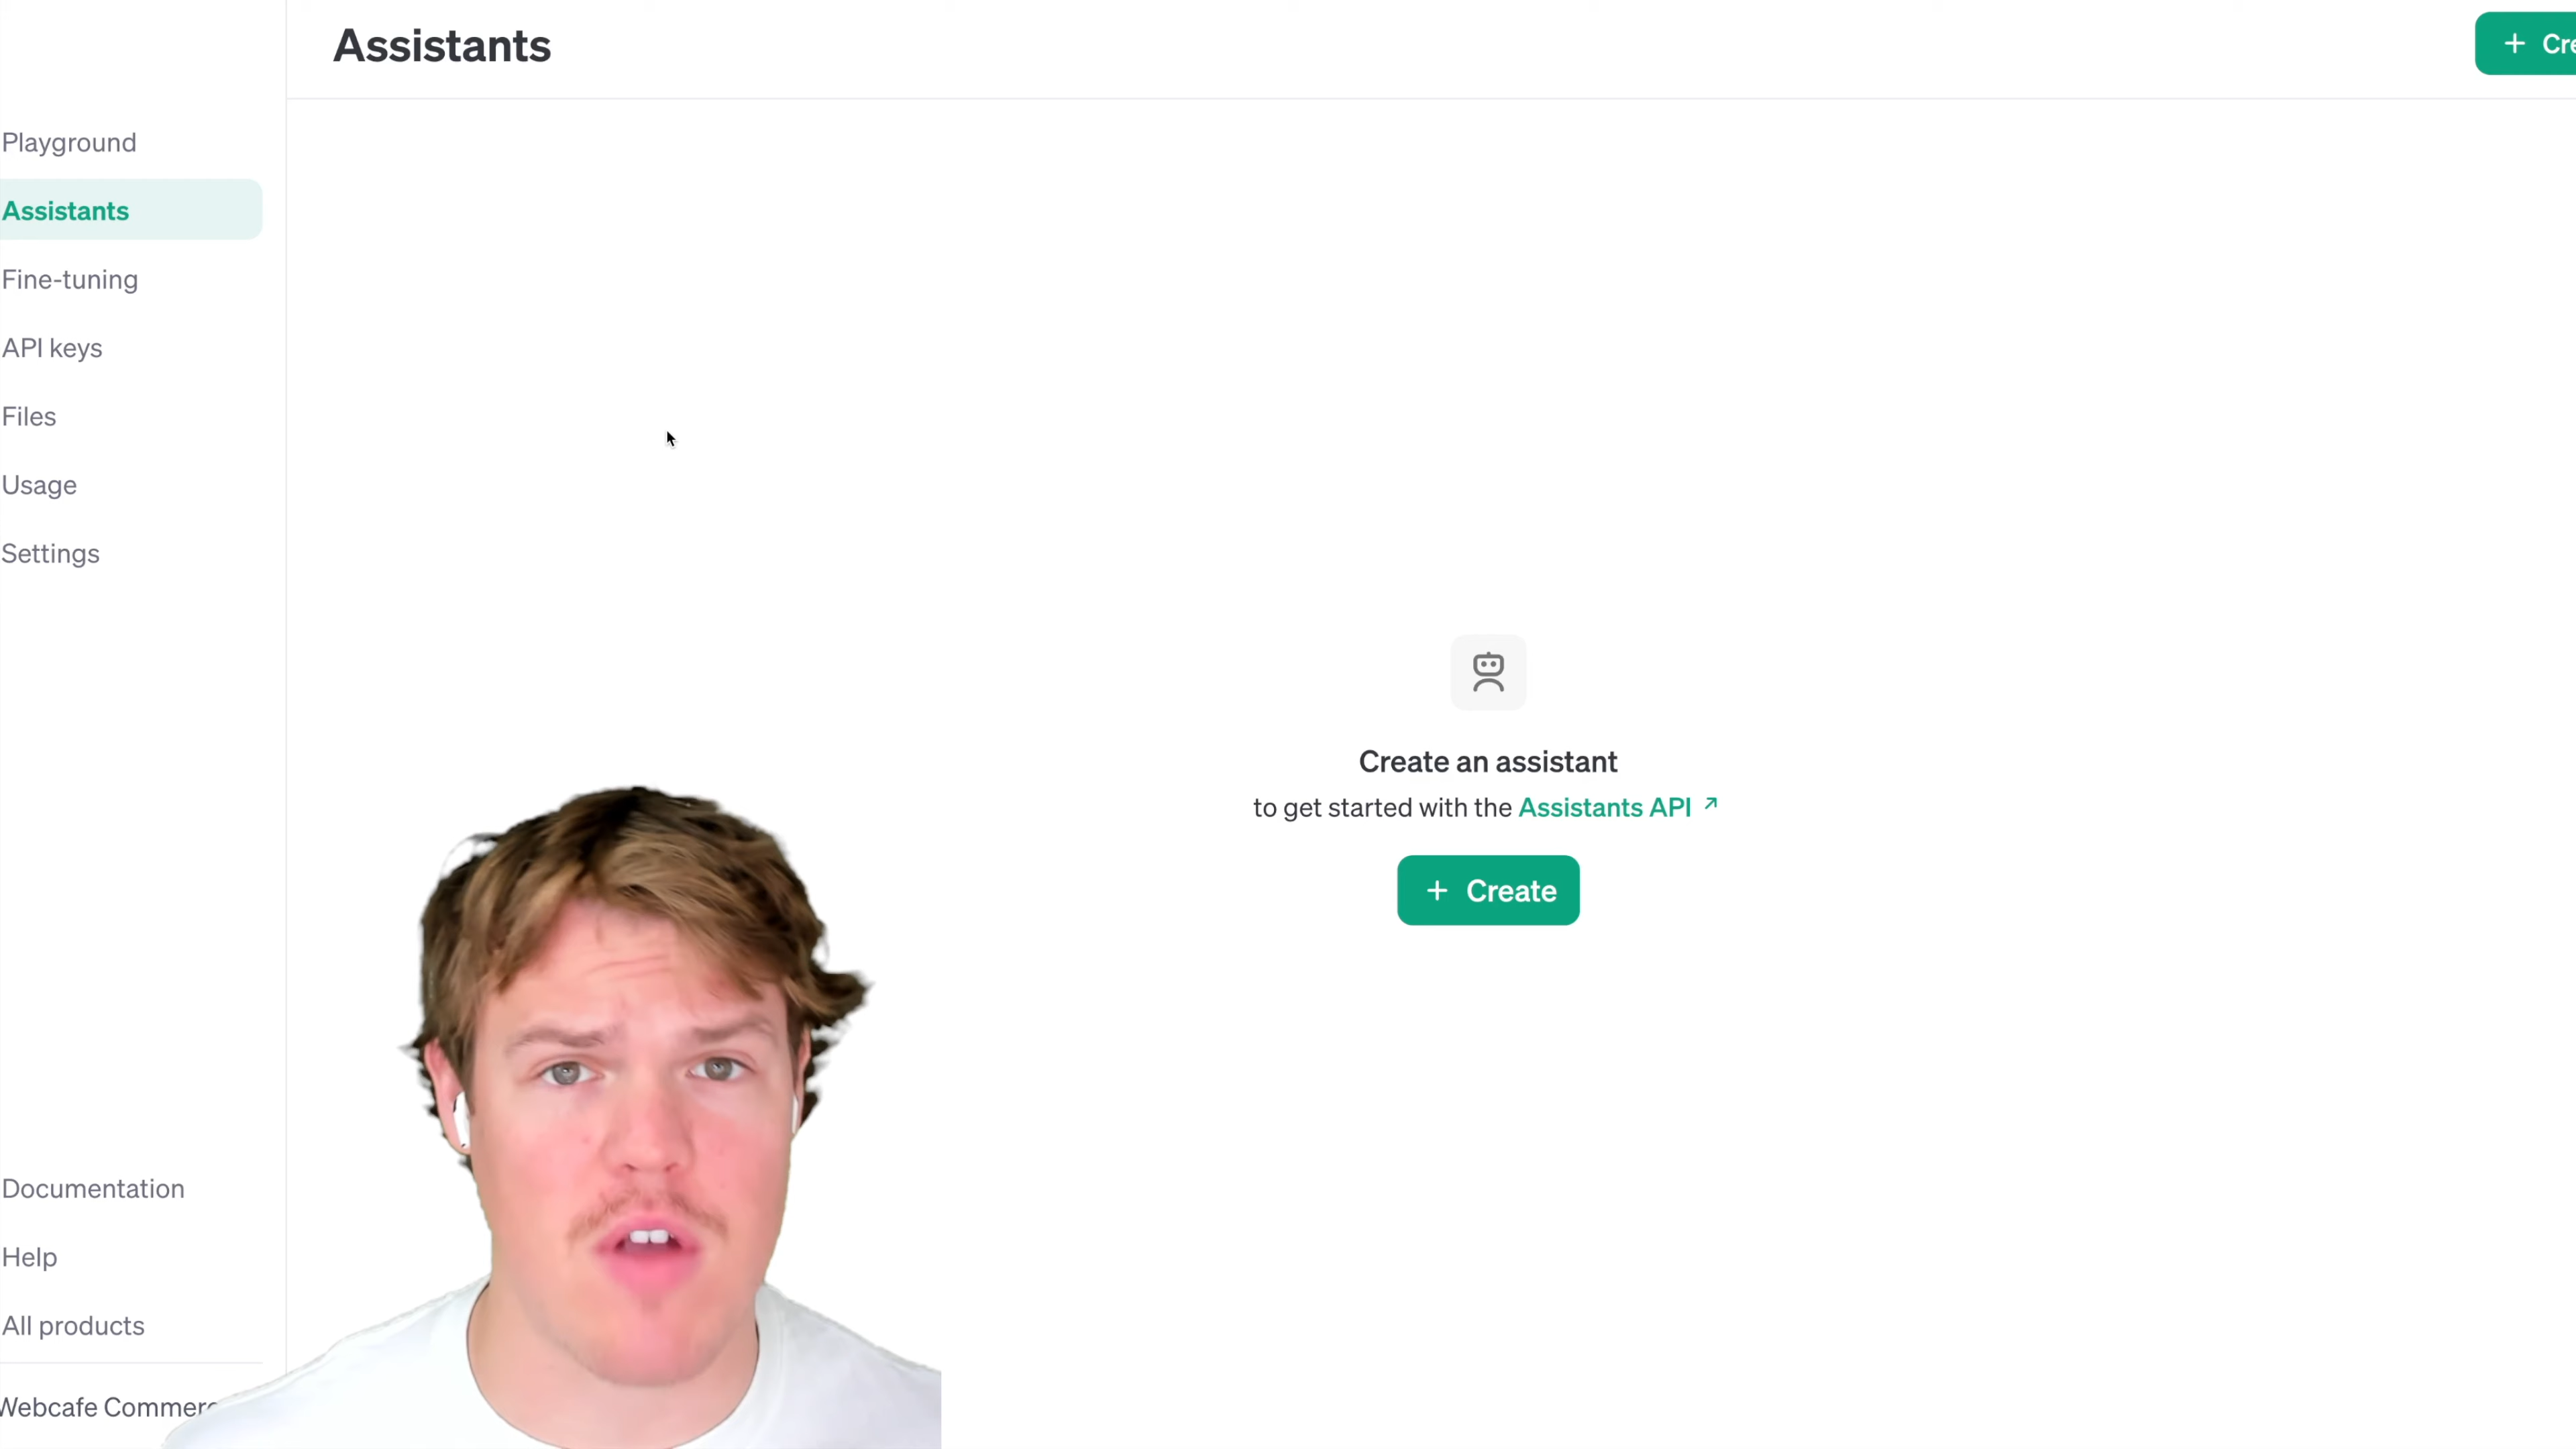 Assistants
Playground
Assistants
Fine-tuning
API keys
Files
Usage
Settings
Create an assistant
to get started with the Assistants API ↗
+ Create
Documentation
Help
All products
Webcafe